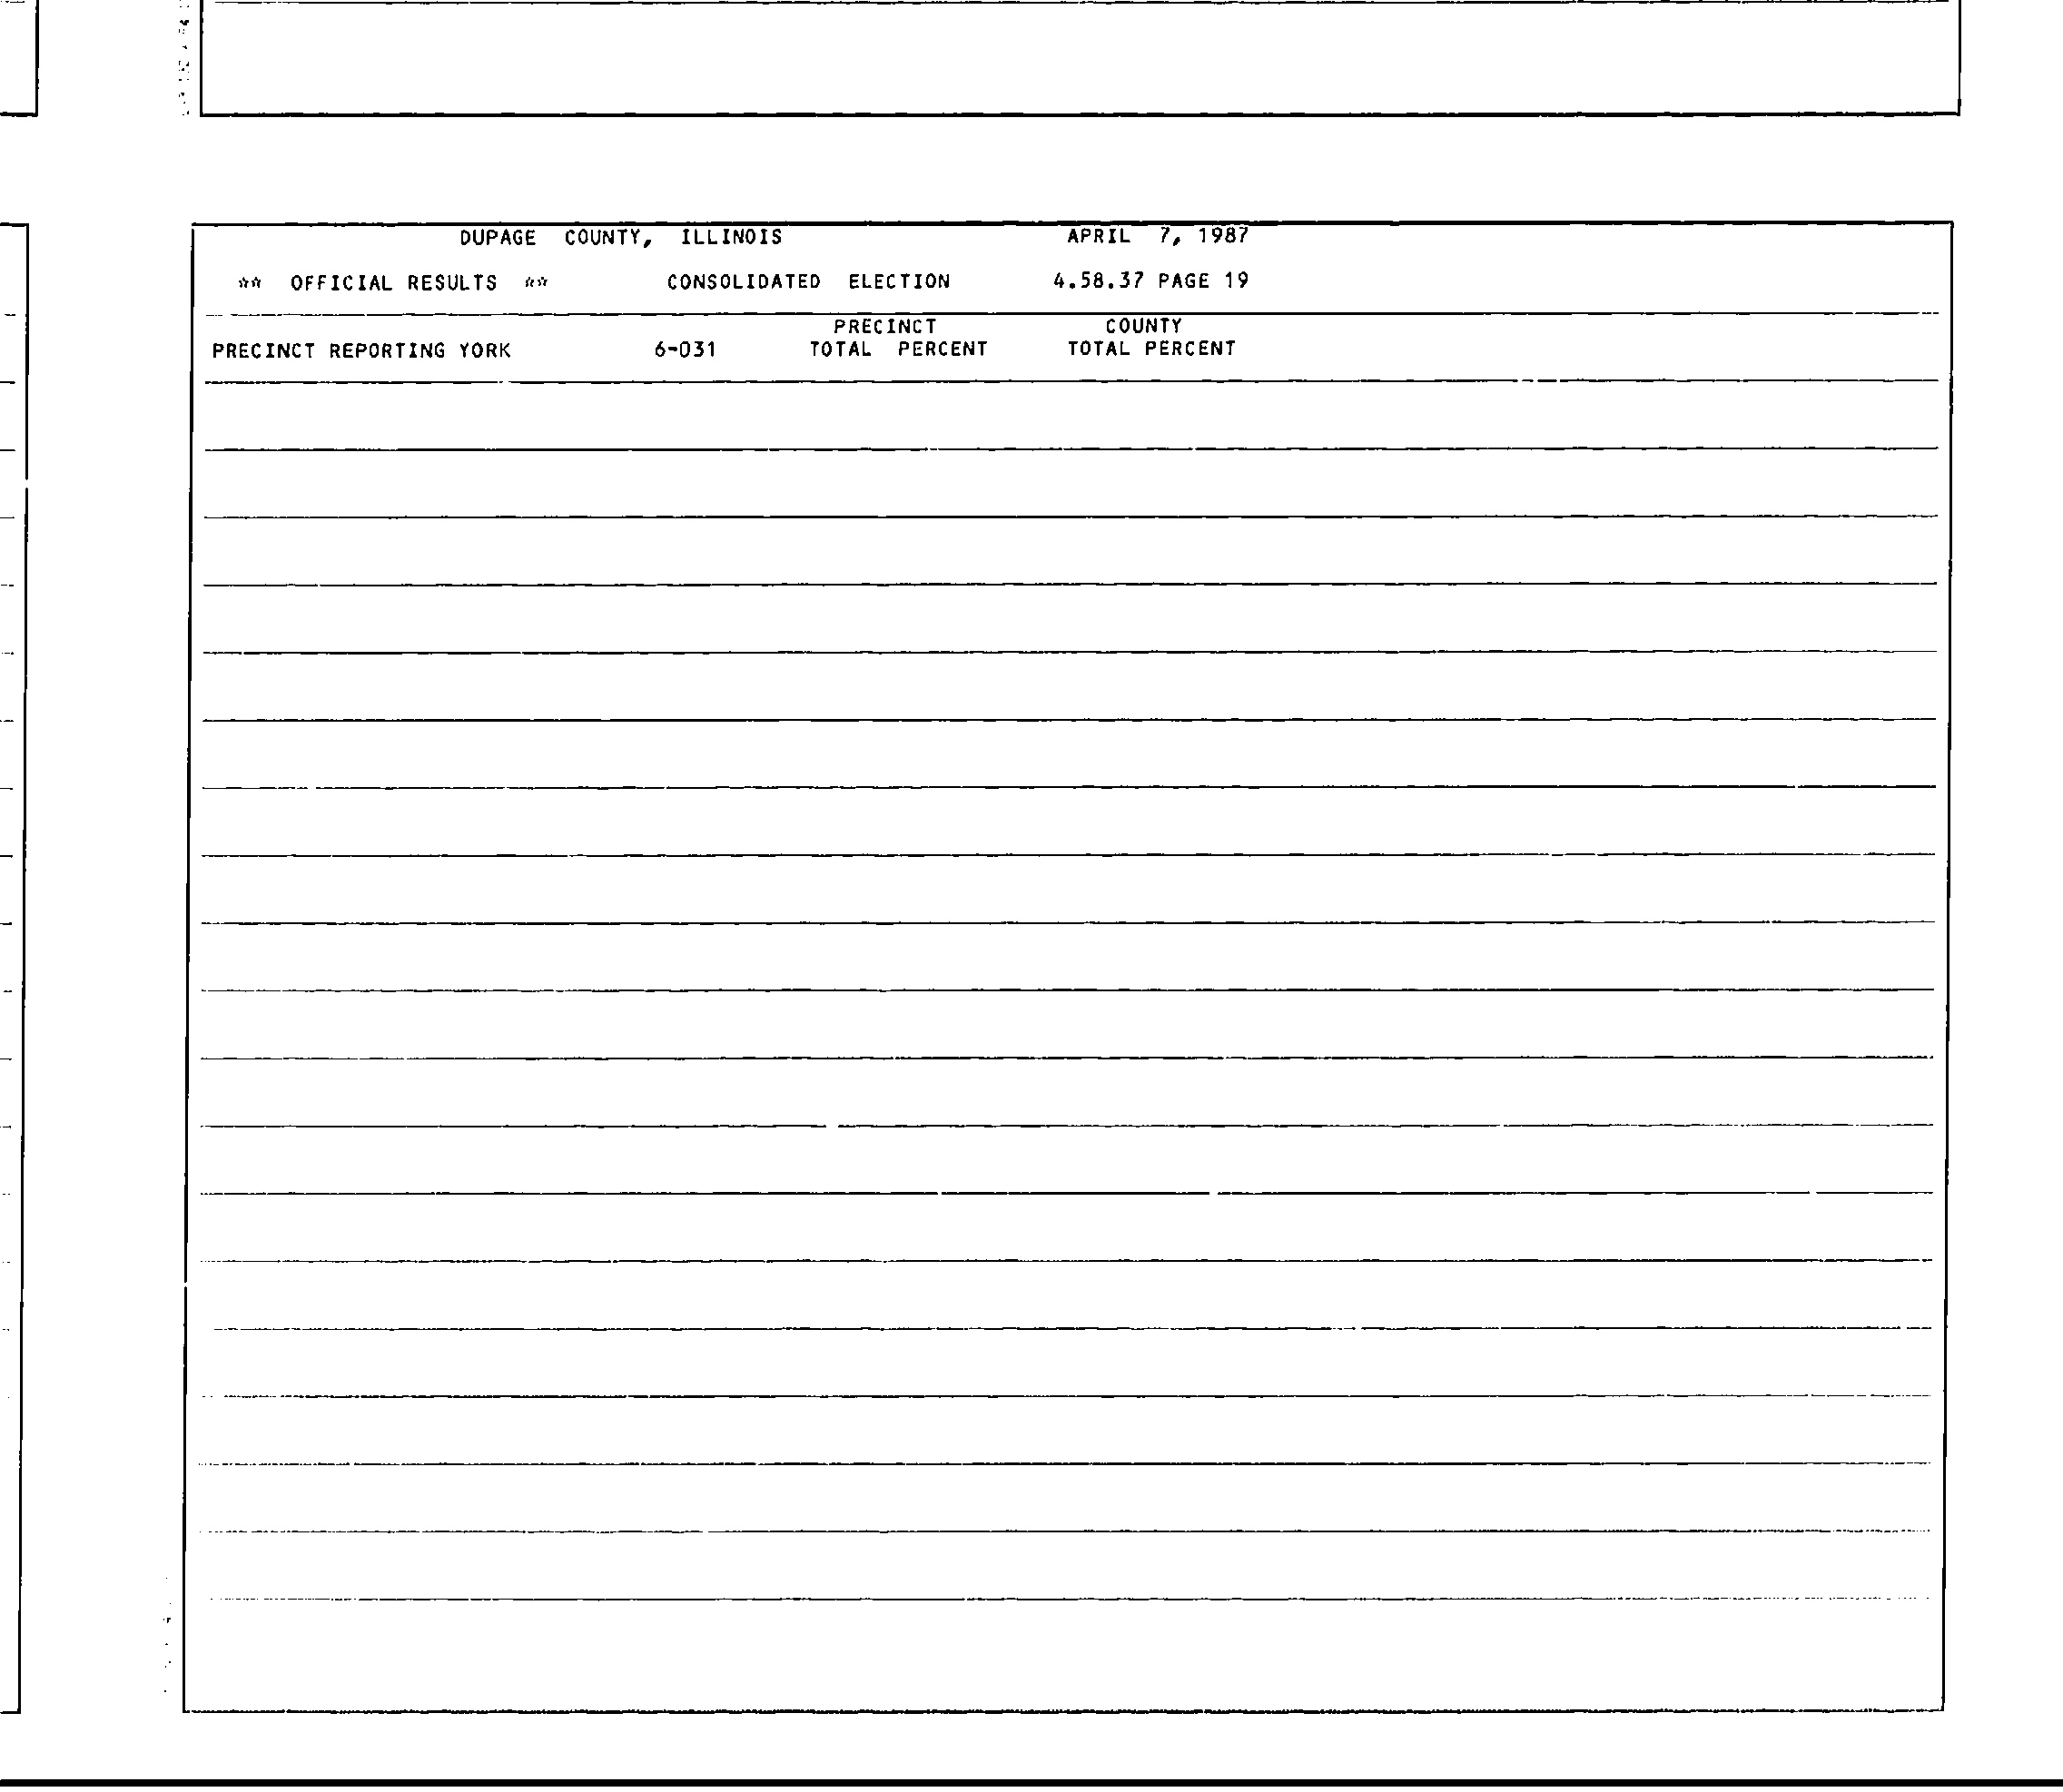 DUPAGE COUNTY, ILLINOIS APRIL 7, 1987
** OFFICIAL RESULTS ** CONSOLIDATED ELECTION 4.58.37 PAGE 19
PRECINCT COUNTY
PRECINCT REPORTING YORK 6-031 TOTAL PERCENT TOTAL PERCENT